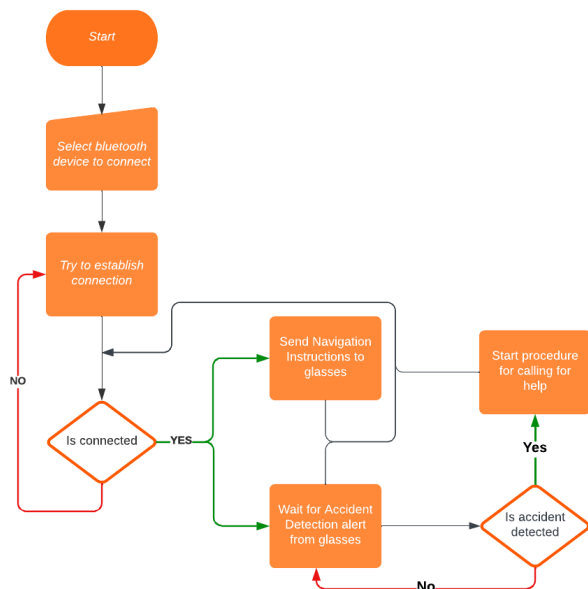 Start
Select bluetooth
device to connect
Try to establish
connection
NO
Is connected
YES
Send Navigation
Instructions to
glasses
Wait for Accident
Detection alert
from glasses
Start procedure
for calling for
help
Yes
Is accident
detected
No